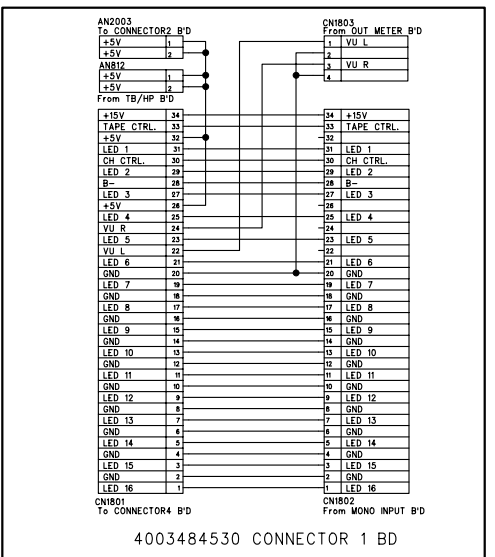 AN2003
To CONNECTOR2 B'D
+5V 1
+5V 2
AN812
+5V 1
+5V 2
From TB/HP B'D
CN1803
From OUT METER B'D
1 VU L
2
3 VU R
4
+15V 34
TAPE CTRL. 33
+5V 32
LED 1 31
CH CTRL. 30
LED 2 29
B- 28
LED 3 27
+5V 26
LED 4 25
VU R 24
LED 5 23
VU L 22
LED 6 21
GND 20
LED 7 19
GND 18
LED 8 17
GND 16
LED 9 15
GND 14
LED 10 13
GND 12
LED 11 11
GND 10
LED 12 9
GND 8
LED 13 7
GND 6
LED 14 5
GND 4
LED 15 3
GND 2
LED 16 1
CN1801
To CONNECTOR4 B'D
34 +15V
33 TAPE CTRL.
32
31 LED 1
30 CH CTRL.
29 LED 2
28 B-
27 LED 3
26
25 LED 4
24
23 LED 5
22
21 LED 6
20 GND
19 LED 7
18 GND
17 LED 8
16 GND
15 LED 9
14 GND
13 LED 10
12 GND
11 LED 11
10 GND
9 LED 12
8 GND
7 LED 13
6 GND
5 LED 14
4 GND
3 LED 15
2 GND
1 LED 16
CN1802
From MONO INPUT B'D
4003484530 CONNECTOR 1 BD